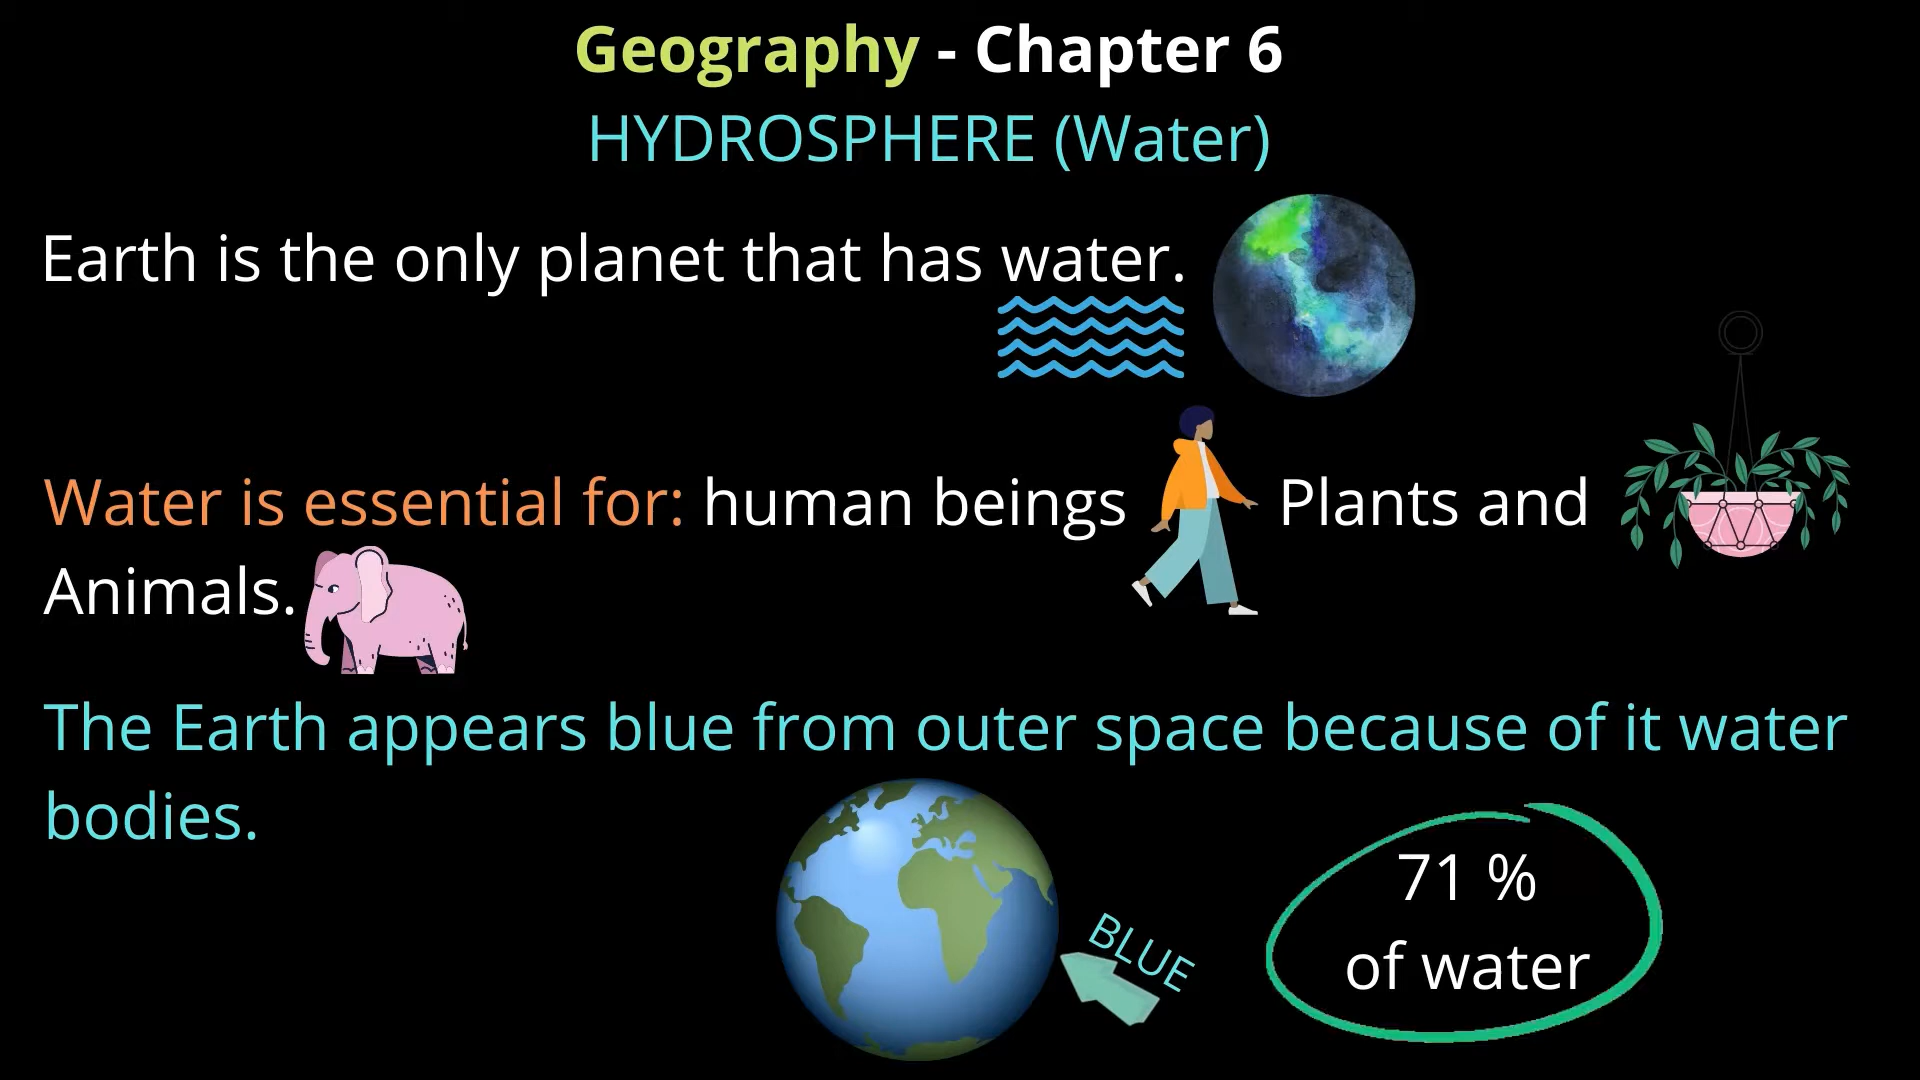 Geography - Chapter 6
HYDROSPHERE (Water)
Earth is the only planet that has water.
Water is essential for: human beings Plants and
Animals.
The Earth appears blue from outer space because of it water
bodies.
BLUE
71 %
of water